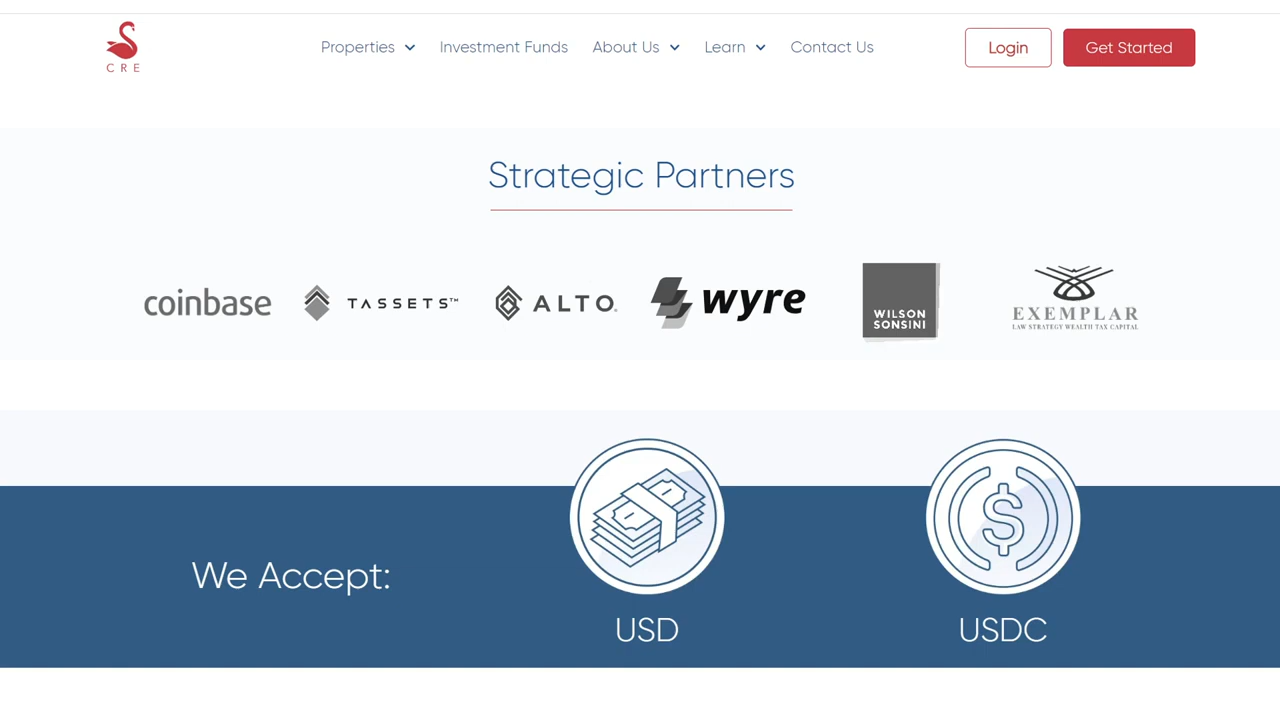 CRE
Properties
Investment Funds
About Us
Learn
Contact Us
Login
Get Started
Strategic Partners
coinbase
TASSETS™
ALTO®
wyre
WILSON
SONSINI
EXEMPLAR
LAW STRATEGY WEALTH TAX CAPITAL
We Accept:
USD
USDC